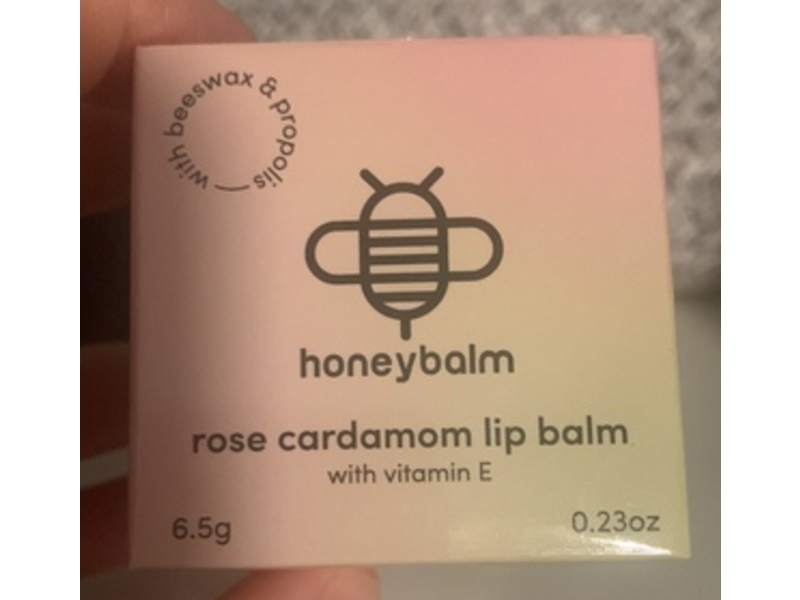 with beeswax & propolis
honeybalm
rose cardamom lip balm
with vitamin E
6.5g
0.23oz